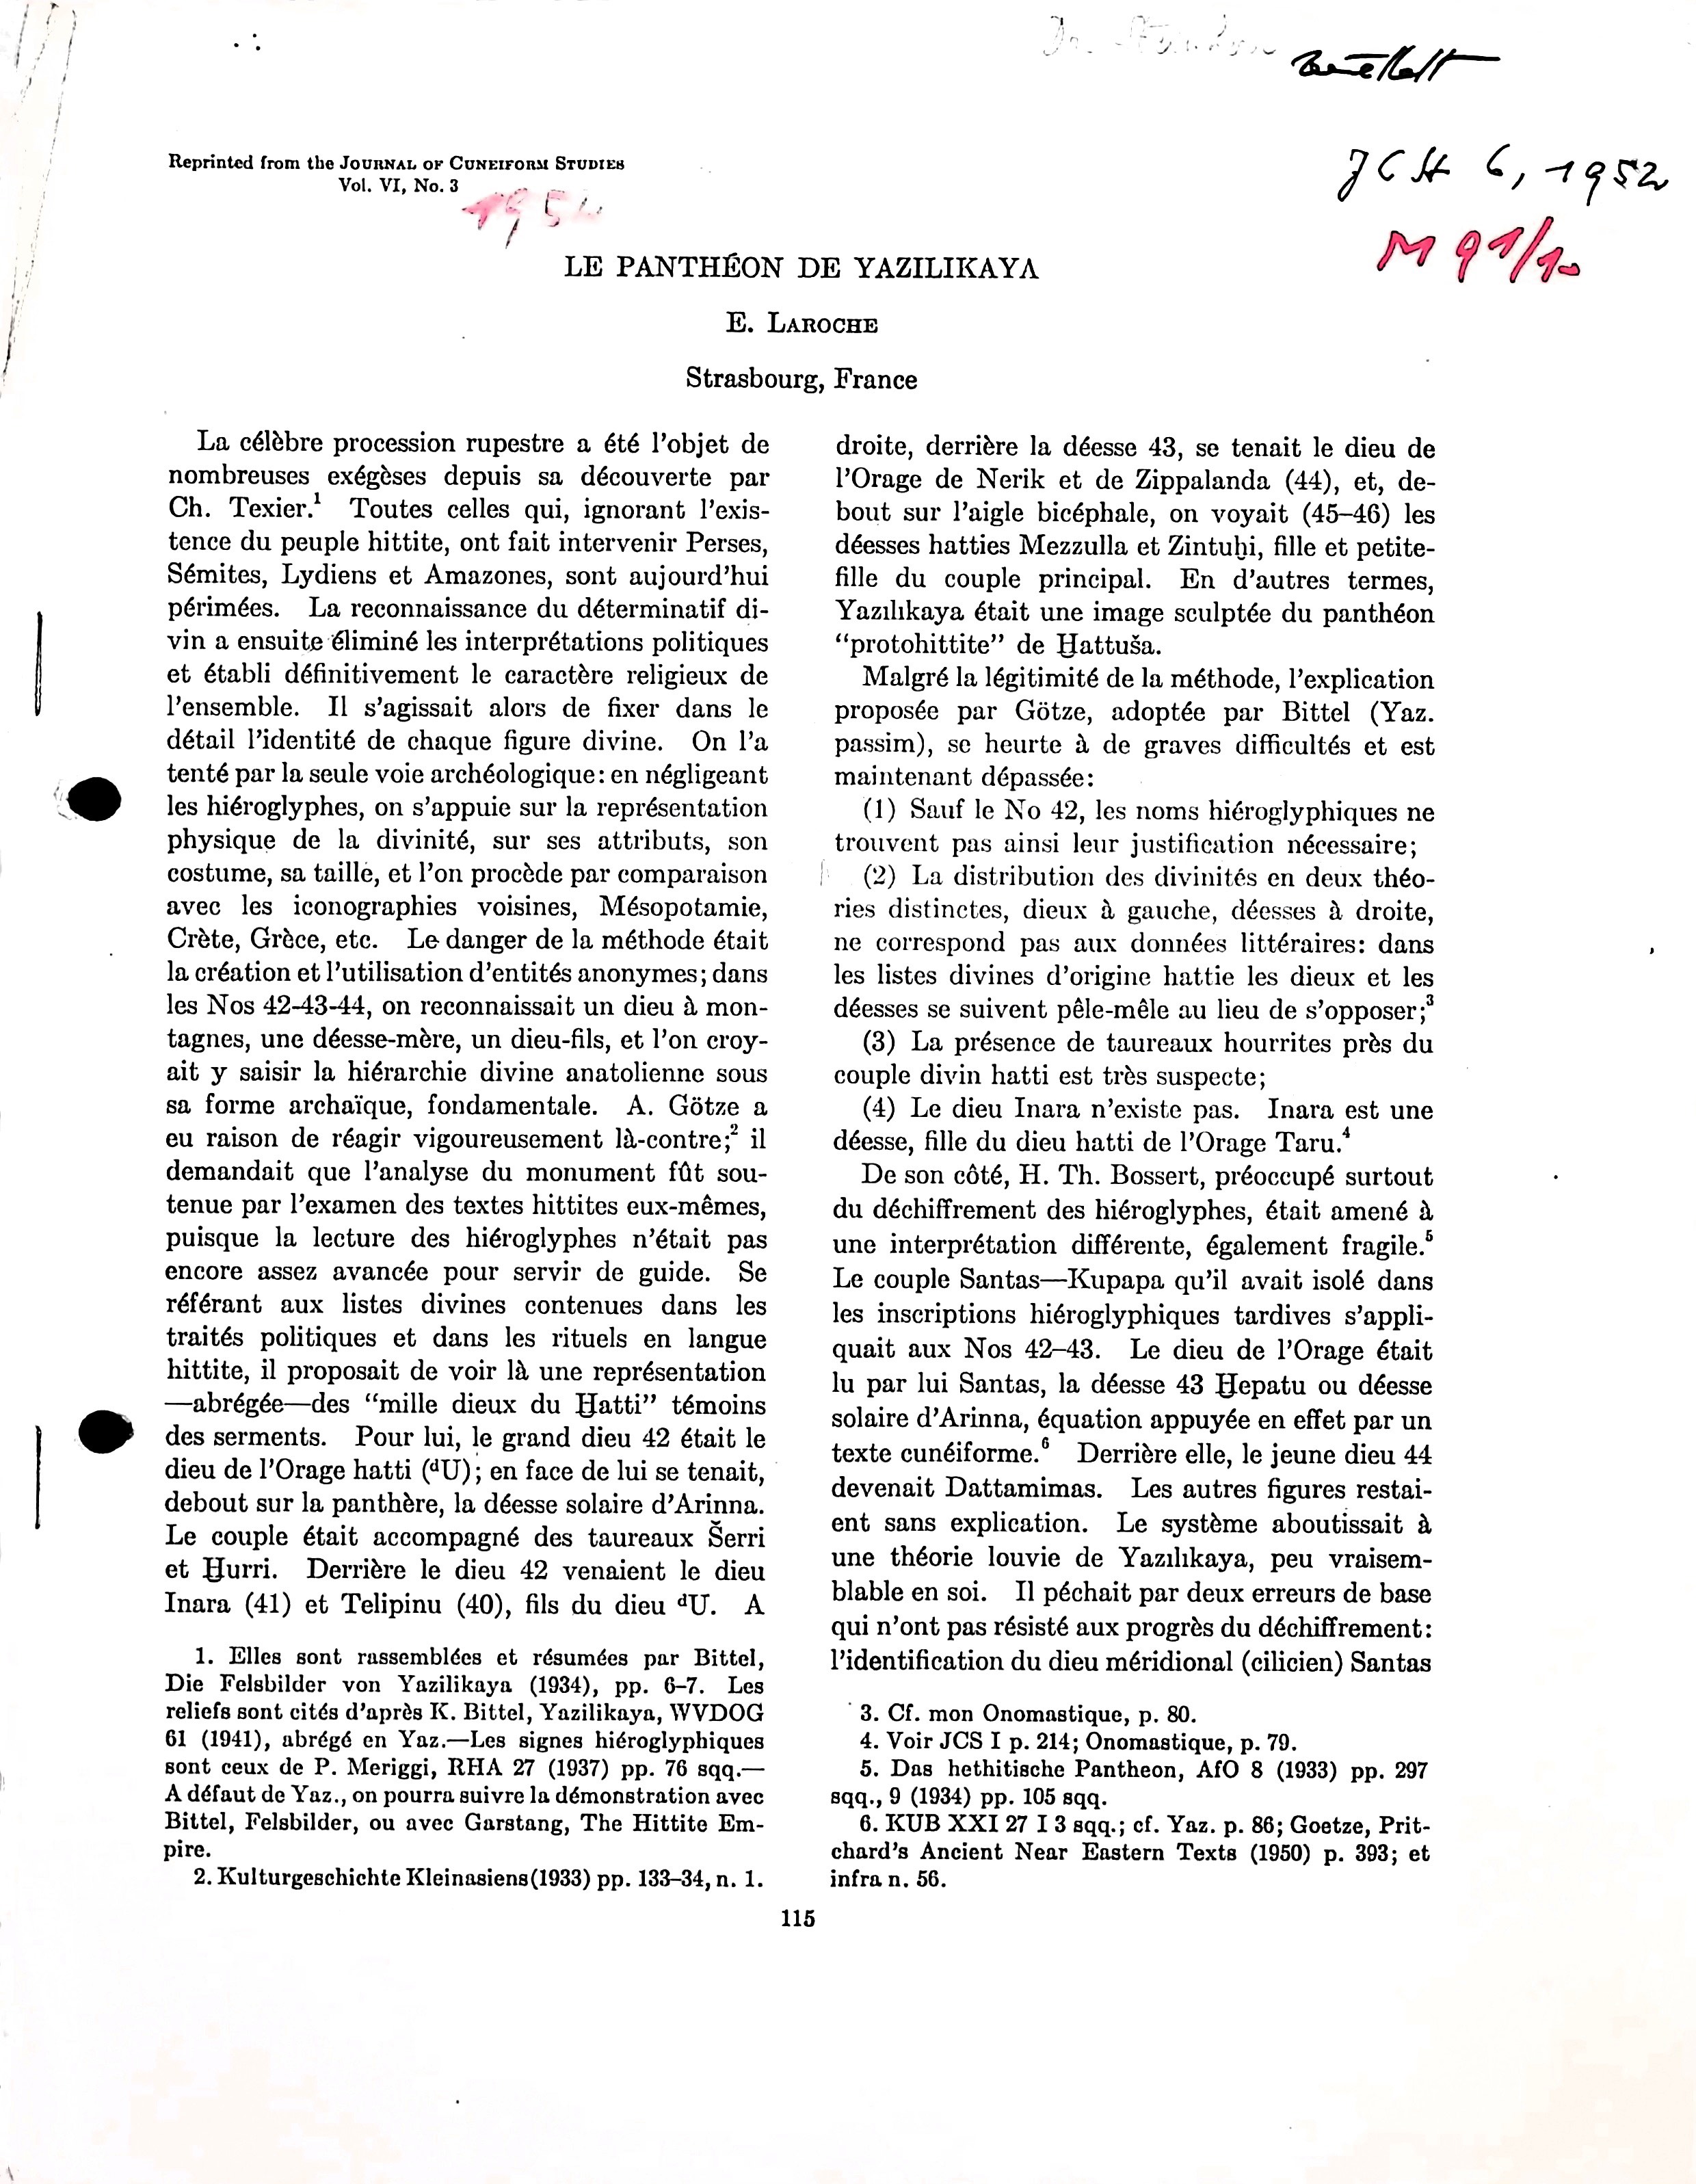 Reprinted from the JOURNAL OF CUNEIFORM STUDIES
Vol. VI, No. 3
JCS 6, 1952
M 91/10
LE PANTHÉON DE YAZILIKAYA
E. LAROCHE
Strasbourg, France
La célèbre procession rupestre a été l'objet de
nombreuses exégèses depuis sa découverte par
Ch. Texier.¹ Toutes celles qui, ignorant l'exis-
tence du peuple hittite, ont fait intervenir Perses,
Sémites, Lydiens et Amazones, sont aujourd'hui
périmées. La reconnaissance du déterminatif di-
vin a ensuite éliminé les interprétations politiques
et établi définitivement le caractère religieux de
l'ensemble. Il s'agissait alors de fixer dans le
détail l'identité de chaque figure divine. On l'a
tenté par la seule voie archéologique: en négligeant
les hiéroglyphes, on s'appuie sur la représentation
physique de la divinité, sur ses attributs, son
costume, sa taille, et l'on procède par comparaison
avec les iconographies voisines, Mésopotamie,
Crète, Grèce, etc. Le danger de la méthode était
la création et l'utilisation d'entités anonymes; dans
les Nos 42-43-44, on reconnaissait un dieu à mon-
tagnes, une déesse-mère, un dieu-fils, et l'on croy-
ait y saisir la hiérarchie divine anatolienne sous
sa forme archaïque, fondamentale. A. Götze a
eu raison de réagir vigoureusement là-contre;² il
demandait que l'analyse du monument fût sou-
tenue par l'examen des textes hittites eux-mêmes,
puisque la lecture des hiéroglyphes n'était pas
encore assez avancée pour servir de guide. Se
référant aux listes divines contenues dans les
traités politiques et dans les rituels en langue
hittite, il proposait de voir là une représentation
—abrégée—des "mille dieux du Ḫatti" témoins
des serments. Pour lui, le grand dieu 42 était le
dieu de l'Orage hatti (ᵈU); en face de lui se tenait,
debout sur la panthère, la déesse solaire d'Arinna.
Le couple était accompagné des taureaux Šerri
et Ḫurri. Derrière le dieu 42 venaient le dieu
Inara (41) et Telipinu (40), fils du dieu ᵈU. A
1. Elles sont rassemblées et résumées par Bittel,
Die Felsbilder von Yazilikaya (1934), pp. 6–7. Les
reliefs sont cités d'après K. Bittel, Yazilikaya, WVDOG
61 (1941), abrégé en Yaz.—Les signes hiéroglyphiques
sont ceux de P. Meriggi, RHA 27 (1937) pp. 76 sqq.—
A défaut de Yaz., on pourra suivre la démonstration avec
Bittel, Felsbilder, ou avec Garstang, The Hittite Em-
pire.
2. Kulturgeschichte Kleinasiens (1933) pp. 133–34, n. 1.
droite, derrière la déesse 43, se tenait le dieu de
l'Orage de Nerik et de Zippalanda (44), et, de-
bout sur l'aigle bicéphale, on voyait (45–46) les
déesses hatties Mezzulla et Zintuḫi, fille et petite-
fille du couple principal. En d'autres termes,
Yazılıkaya était une image sculptée du panthéon
"protohittite" de Ḫattuša.
Malgré la légitimité de la méthode, l'explication
proposée par Götze, adoptée par Bittel (Yaz.
passim), se heurte à de graves difficultés et est
maintenant dépassée:
(1) Sauf le No 42, les noms hiéroglyphiques ne
trouvent pas ainsi leur justification nécessaire;
(2) La distribution des divinités en deux théo-
ries distinctes, dieux à gauche, déesses à droite,
ne correspond pas aux données littéraires: dans
les listes divines d'origine hattie les dieux et les
déesses se suivent pêle-mêle au lieu de s'opposer;³
(3) La présence de taureaux hourrites près du
couple divin hatti est très suspecte;
(4) Le dieu Inara n'existe pas. Inara est une
déesse, fille du dieu hatti de l'Orage Taru.⁴
De son côté, H. Th. Bossert, préoccupé surtout
du déchiffrement des hiéroglyphes, était amené à
une interprétation différente, également fragile.⁵
Le couple Santas—Kupapa qu'il avait isolé dans
les inscriptions hiéroglyphiques tardives s'appli-
quait aux Nos 42–43. Le dieu de l'Orage était
lu par lui Santas, la déesse 43 Ḫepatu ou déesse
solaire d'Arinna, équation appuyée en effet par un
texte cunéiforme.⁶ Derrière elle, le jeune dieu 44
devenait Dattamimas. Les autres figures restai-
ent sans explication. Le système aboutissait à
une théorie louvie de Yazılıkaya, peu vraisem-
blable en soi. Il péchait par deux erreurs de base
qui n'ont pas résisté aux progrès du déchiffrement:
l'identification du dieu méridional (cilicien) Santas
3. Cf. mon Onomastique, p. 80.
4. Voir JCS I p. 214; Onomastique, p. 79.
5. Das hethitische Pantheon, AfO 8 (1933) pp. 297
sqq., 9 (1934) pp. 105 sqq.
6. KUB XXI 27 I 3 sqq.; cf. Yaz. p. 86; Goetze, Prit-
chard's Ancient Near Eastern Texts (1950) p. 393; et
infra n. 56.
115